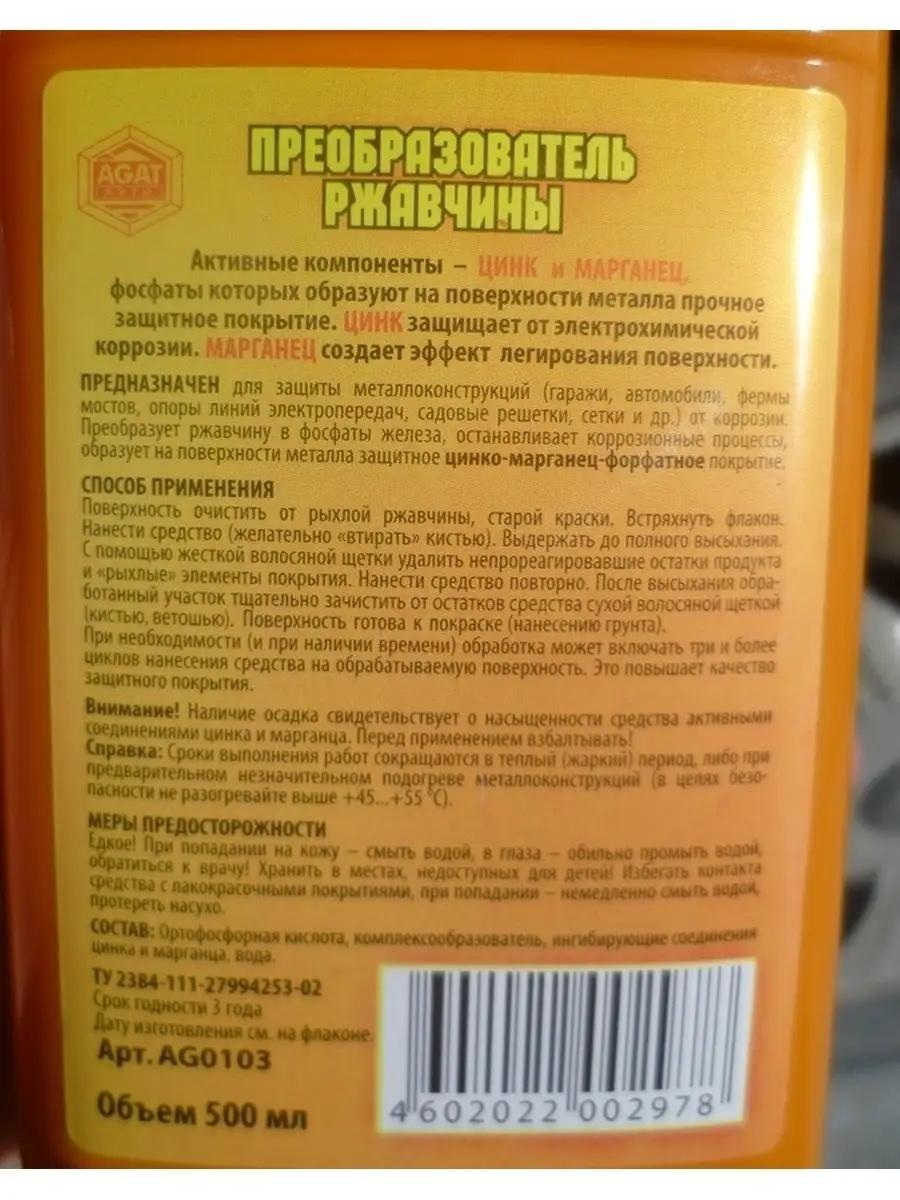 AGAT
АВТО
ПРЕОБРАЗОВАТЕЛЬ
РЖАВЧИНЫ
Активные компоненты – ЦИНК и МАРГАНЕЦ,
фосфаты которых образуют на поверхности металла прочное
защитное покрытие. ЦИНК защищает от электрохимической
коррозии. МАРГАНЕЦ создает эффект легирования поверхности.
ПРЕДНАЗНАЧЕН для защиты металлоконструкций (гаражи, автомобили, фермы
мостов, опоры линий электропередач, садовые решетки, сетки и др.) от коррозии.
Преобразует ржавчину в фосфаты железа, останавливает коррозионные процессы,
образует на поверхности металла защитное цинко-марганец-форфатное покрытие.
СПОСОБ ПРИМЕНЕНИЯ
Поверхность очистить от рыхлой ржавчины, старой краски. Встряхнуть флакон.
Нанести средство (желательно «втирать» кистью). Выдержать до полного высыхания.
С помощью жесткой волосяной щетки удалить непрореагировавшие остатки продукта
и «рыхлые» элементы покрытия. Нанести средство повторно. После высыхания обра-
ботанный участок тщательно зачистить от остатков средства сухой волосяной щеткой
(кистью, ветошью). Поверхность готова к покраске (нанесению грунта).
При необходимости (и при наличии времени) обработка может включать три и более
циклов нанесения средства на обрабатываемую поверхность. Это повышает качество
защитного покрытия.
Внимание! Наличие осадка свидетельствует о насыщенности средства активными
соединениями цинка и марганца. Перед применением взбалтывать!
Справка: Сроки выполнения работ сокращаются в теплый (жаркий) период, либо при
предварительном незначительном подогреве металлоконструкций (в целях безо-
пасности не разогревайте выше +45...+55 °С).
МЕРЫ ПРЕДОСТОРОЖНОСТИ
Едкое! При попадании на кожу – смыть водой, в глаза – обильно промыть водой,
обратиться к врачу! Хранить в местах, недоступных для детей! Избегать контакта
средства с лакокрасочными покрытиями, при попадании – немедленно смыть водой,
протереть насухо.
СОСТАВ: Ортофосфорная кислота, комплексообразователь, ингибирующие соединения
цинка и марганца, вода.
ТУ 2384-111-27994253-02
Срок годности 3 года
Дату изготовления см. на флаконе.
Арт. AG0103
Объем 500 мл
4 602022 002978